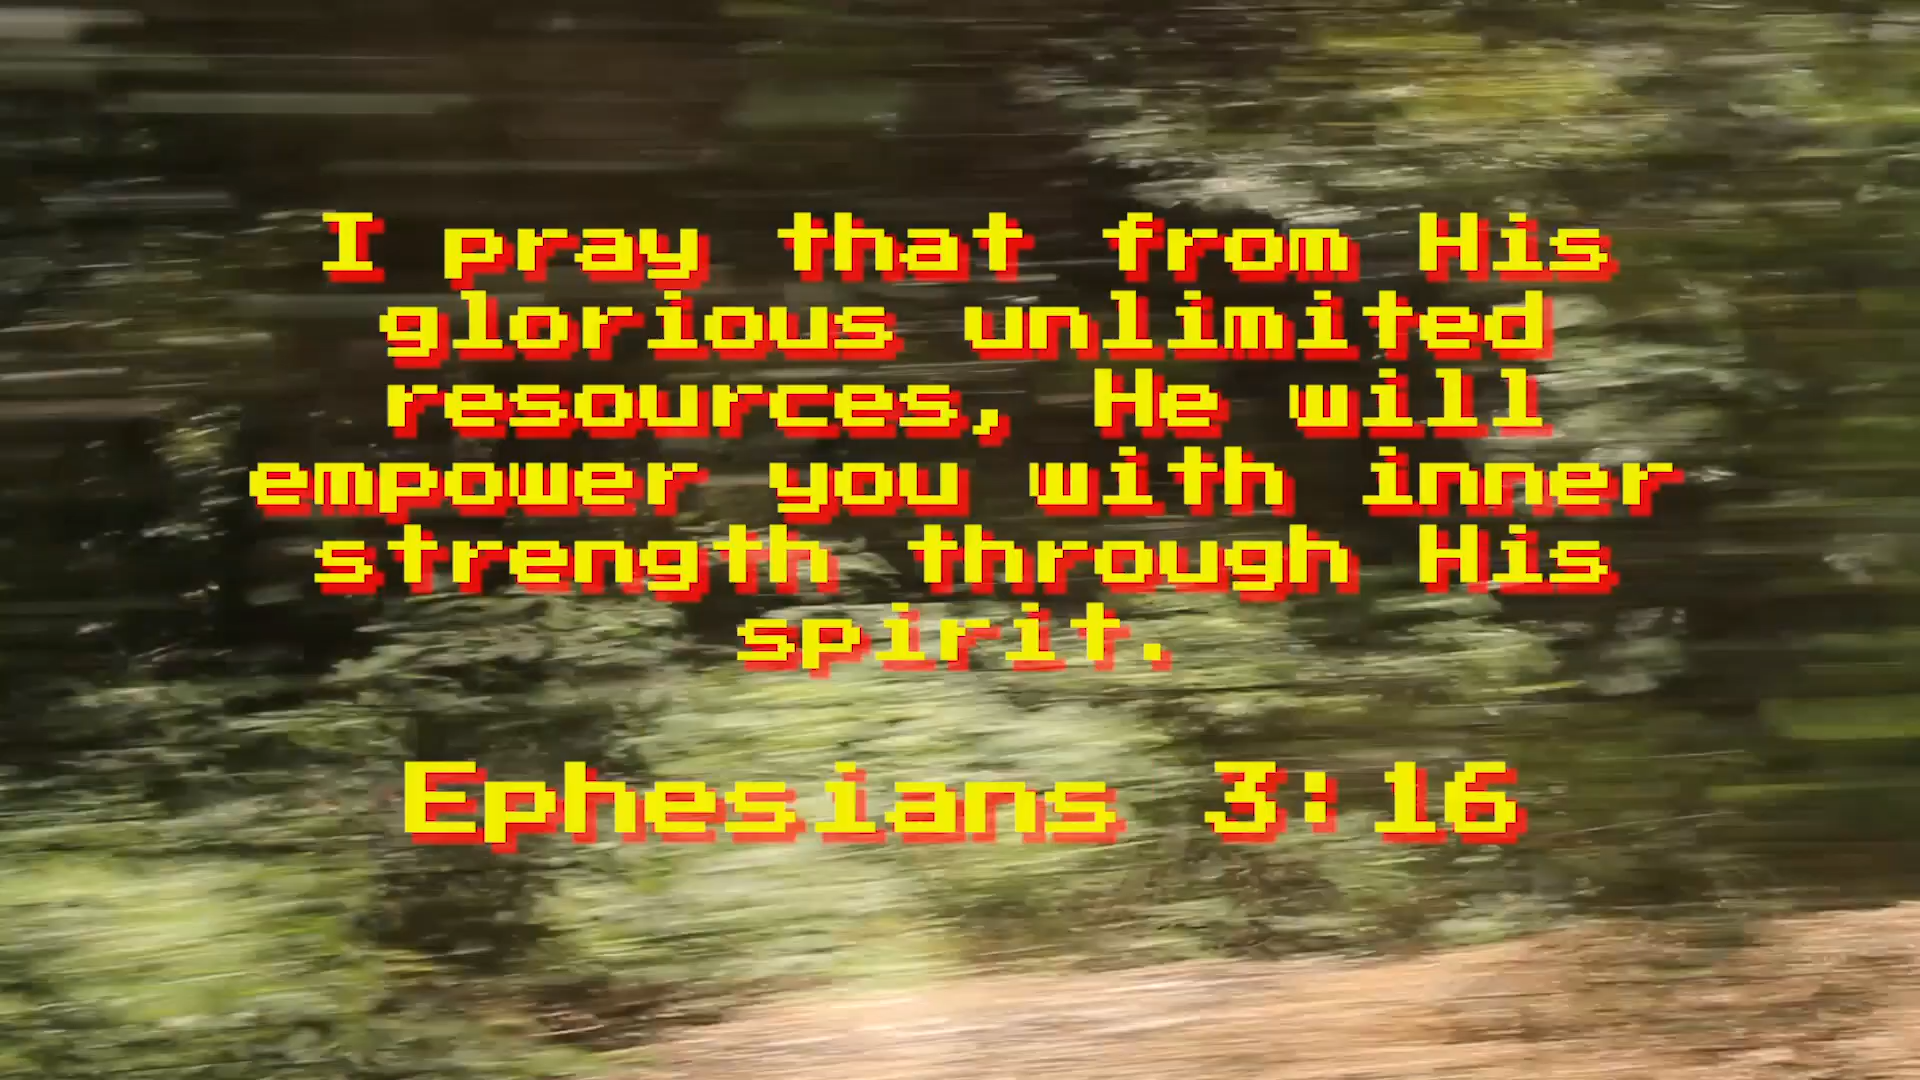 I pray that from His
glorious unlimited
resources, He will
empower you with inner
strength through His
spirit.
Ephesians 3:16